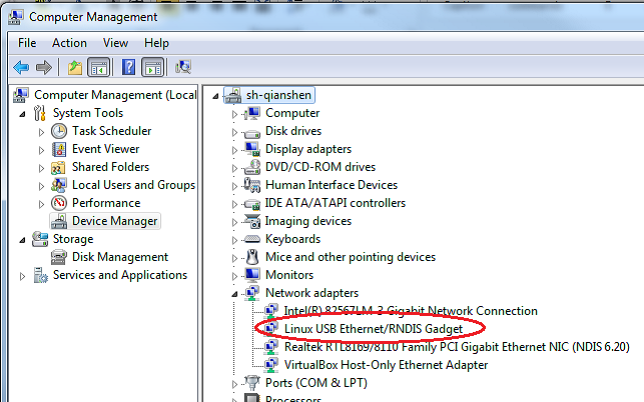 Computer Management
File Action View Help
Computer Management (Local
System Tools
Task Scheduler
Event Viewer
Shared Folders
Local Users and Groups
Performance
Device Manager
Storage
Disk Management
Services and Applications
sh-qianshen
Computer
Disk drives
Display adapters
DVD/CD-ROM drives
Human Interface Devices
IDE ATA/ATAPI controllers
Imaging devices
Keyboards
Mice and other pointing devices
Monitors
Network adapters
Intel(R) 82567LM-3 Gigabit Network Connection
Linux USB Ethernet/RNDIS Gadget
Realtek RTL8169/8110 Family PCI Gigabit Ethernet NIC (NDIS 6.20)
VirtualBox Host-Only Ethernet Adapter
Ports (COM & LPT)
Processors